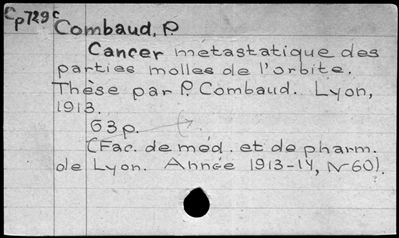 Cp729c
Combaud, P
Cancer métastatique des
parties molles de l'orbite.
Thèse par P. Combaud. Lyon,
1913.
63 p.
(Fac. de méd. et de pharm.
de Lyon. Année 1913-14, N 60).